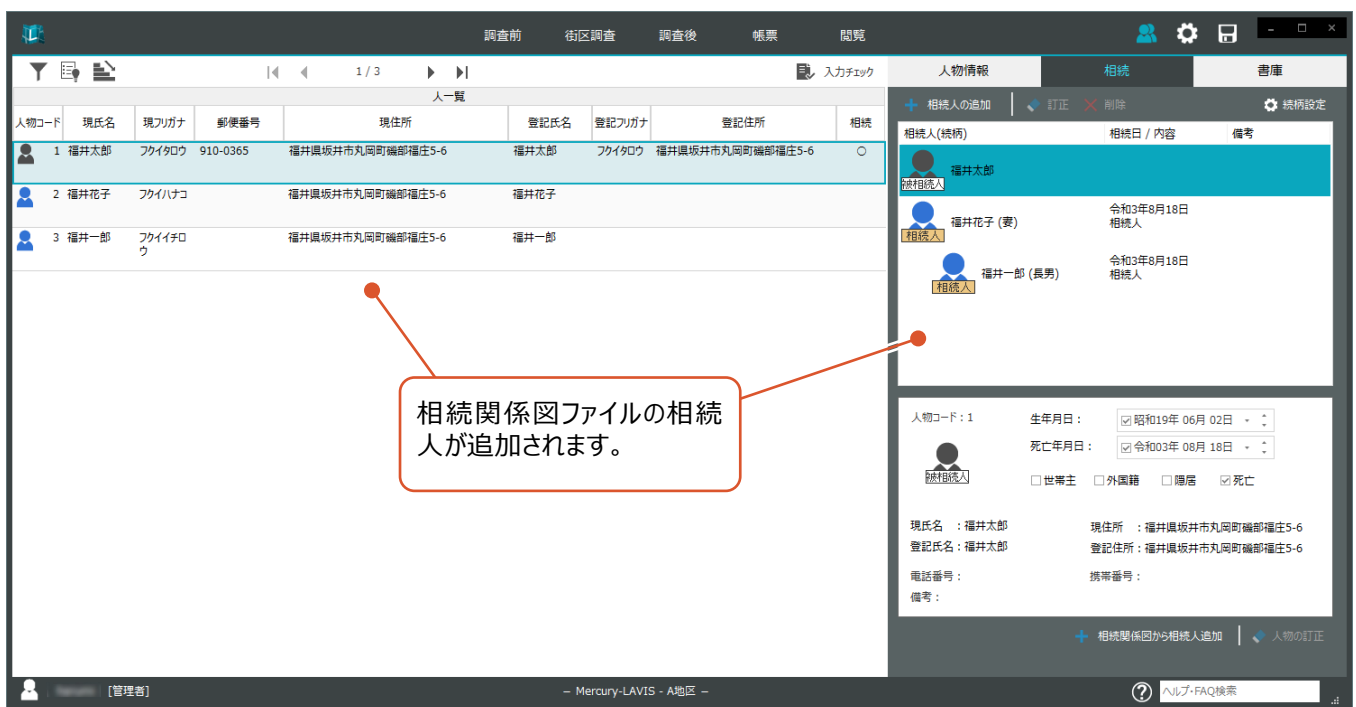 調査前 街区調査 調査後 帳票 閲覧
1 / 3 入力チェック
人物情報 相続 書庫
人一覧
相続人の追加 訂正 削除 続柄設定
人物コード 現氏名 現フリガナ 郵便番号 現住所 登記氏名 登記フリガナ 登記住所 相続
相続人(続柄) 相続日 / 内容 備考
1 福井太郎 フクイタロウ 910-0365 福井県坂井市丸岡町磯部福庄5-6 福井太郎 フクイタロウ 福井県坂井市丸岡町磯部福庄5-6 ○
2 福井花子 フクイハナコ 福井県坂井市丸岡町磯部福庄5-6 福井花子
3 福井一郎 フクイイチロ
ウ 福井県坂井市丸岡町磯部福庄5-6 福井一郎
福井太郎
被相続人
福井花子 (妻) 令和3年8月18日
相続人
相続人
福井一郎 (長男) 令和3年8月18日
相続人
相続人
相続関係図ファイルの相続
人が追加されます。
人物コード : 1 生年月日 : 昭和19年 06月 02日
死亡年月日 : 令和03年 08月 18日
被相続人
世帯主 外国籍 隠居 死亡
現氏名 : 福井太郎 現住所 : 福井県坂井市丸岡町磯部福庄5-6
登記氏名 : 福井太郎 登記住所 : 福井県坂井市丸岡町磯部福庄5-6
電話番号 : 携帯番号 :
備考 :
相続関係図から相続人追加 人物の訂正
[管理者] – Mercury-LAVIS - A地区 – ヘルプ・FAQ検索